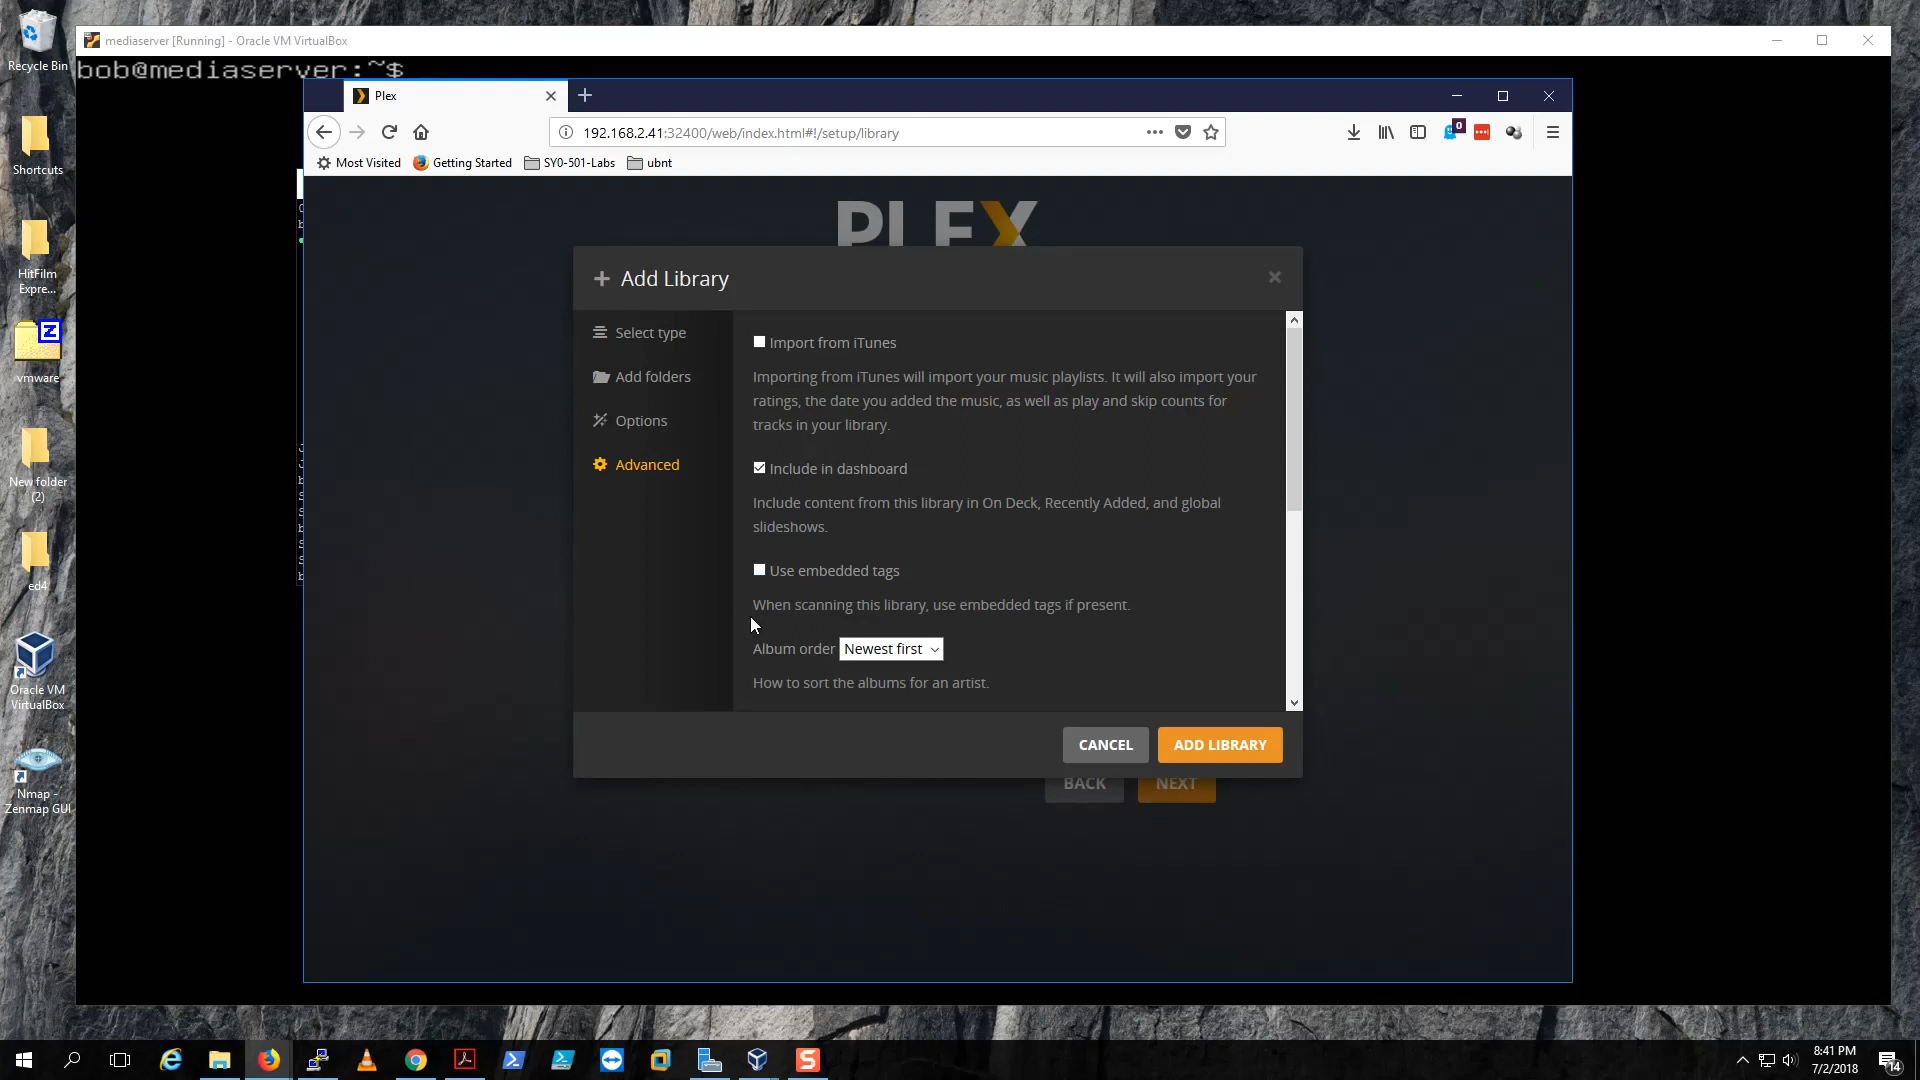 Recycle Bin
Shortcuts
HitFilm
Expre...
Z
vmware
New folder
(2)
ed4
Oracle VM
VirtualBox
Nmap -
Zenmap GUI
mediaserver [Running] - Oracle VM VirtualBox
bob@mediaserver:~$
Plex
192.168.2.41:32400/web/index.html#!/setup/library
0
Most Visited
Getting Started
SY0-501-Labs
ubnt
PLEX
Add Library
Select type
Add folders
Options
Advanced
Import from iTunes
Importing from iTunes will import your music playlists. It will also import your
ratings, the date you added the music, as well as play and skip counts for
tracks in your library.
Include in dashboard
Include content from this library in On Deck, Recently Added, and global
slideshows.
Use embedded tags
When scanning this library, use embedded tags if present.
Album order Newest first
How to sort the albums for an artist.
CANCEL
ADD LIBRARY
BACK
NEXT
8:41 PM
7/2/2018
14